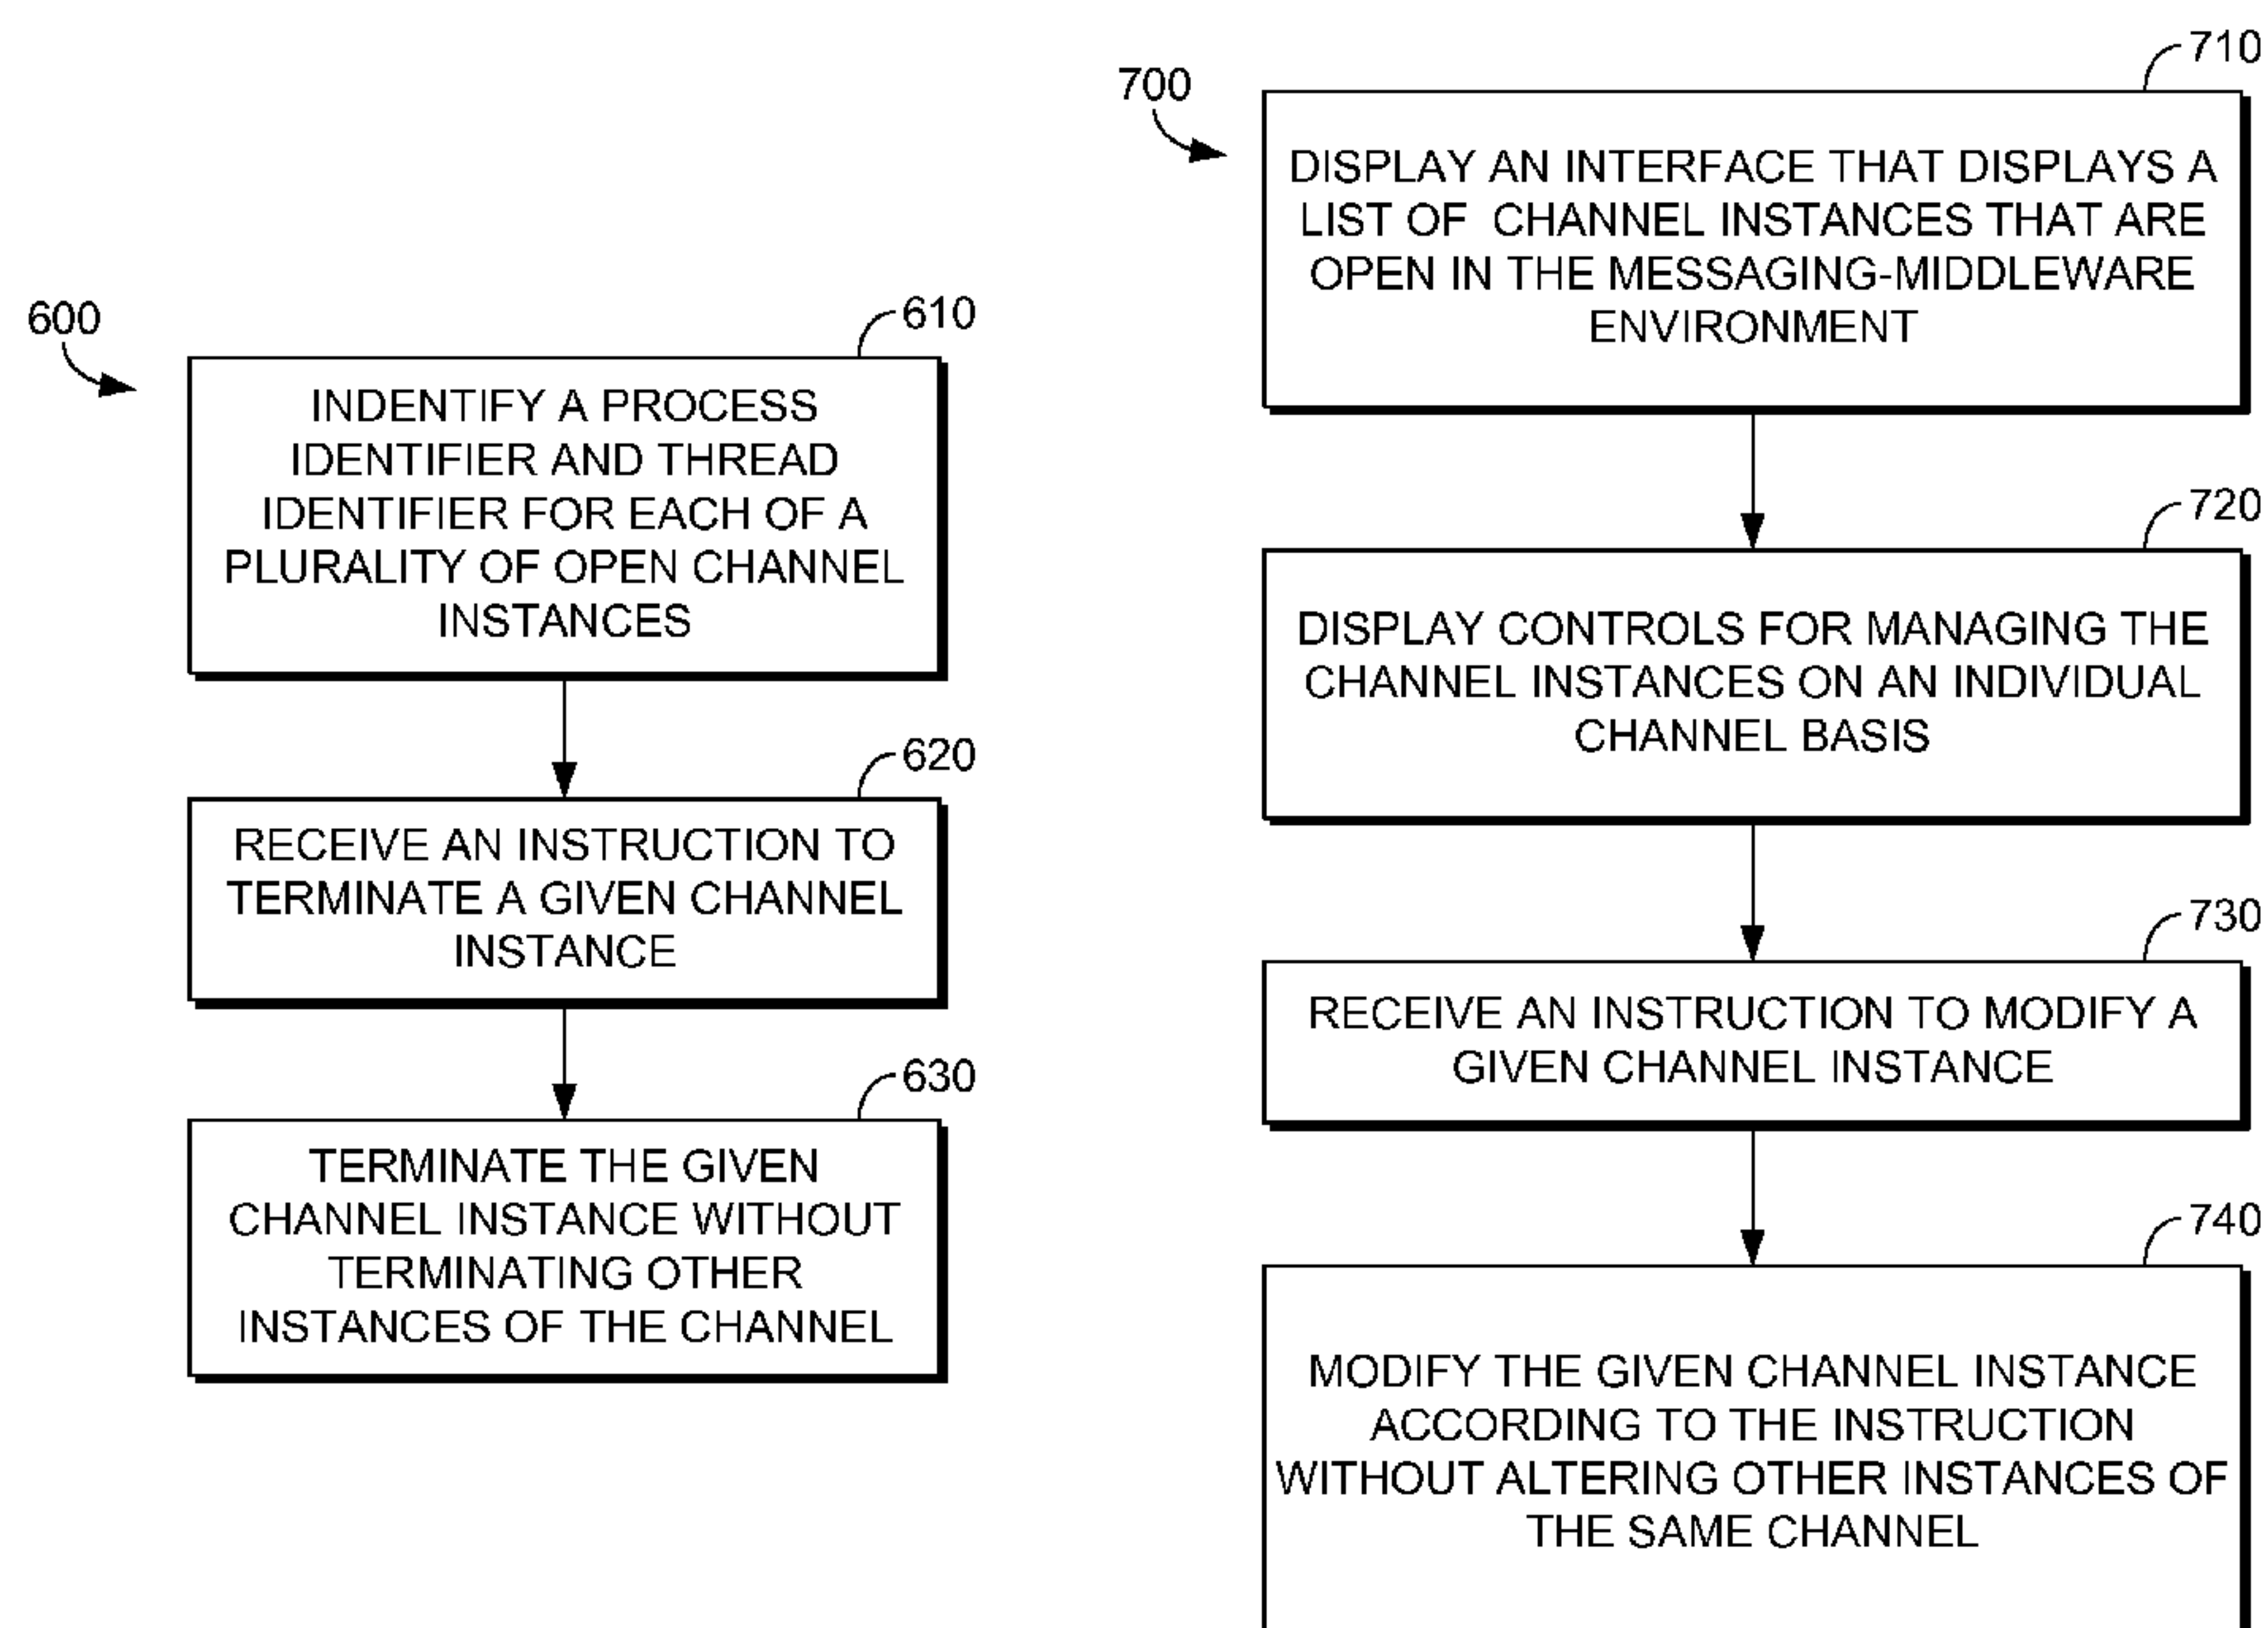 600
610
INDENTIFY A PROCESS
IDENTIFIER AND THREAD
IDENTIFIER FOR EACH OF A
PLURALITY OF OPEN CHANNEL
INSTANCES
620
RECEIVE AN INSTRUCTION TO
TERMINATE A GIVEN CHANNEL
INSTANCE
630
TERMINATE THE GIVEN
CHANNEL INSTANCE WITHOUT
TERMINATING OTHER
INSTANCES OF THE CHANNEL
700
710
DISPLAY AN INTERFACE THAT DISPLAYS A
LIST OF CHANNEL INSTANCES THAT ARE
OPEN IN THE MESSAGING-MIDDLEWARE
ENVIRONMENT
720
DISPLAY CONTROLS FOR MANAGING THE
CHANNEL INSTANCES ON AN INDIVIDUAL
CHANNEL BASIS
730
RECEIVE AN INSTRUCTION TO MODIFY A
GIVEN CHANNEL INSTANCE
740
MODIFY THE GIVEN CHANNEL INSTANCE
ACCORDING TO THE INSTRUCTION
WITHOUT ALTERING OTHER INSTANCES OF
THE SAME CHANNEL